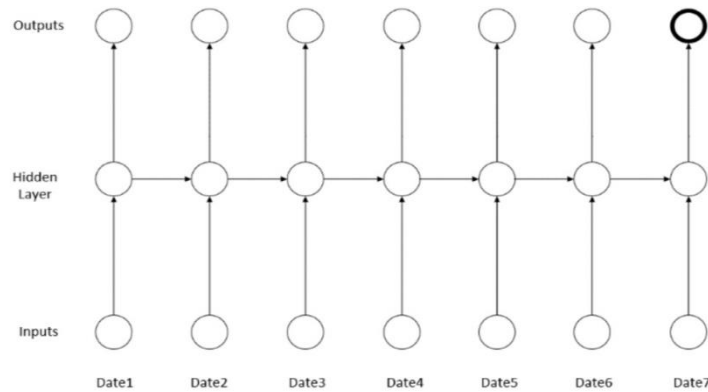 Outputs
Hidden
Layer
Inputs
Date1 Date2 Date3 Date4 Date5 Date6 Date7